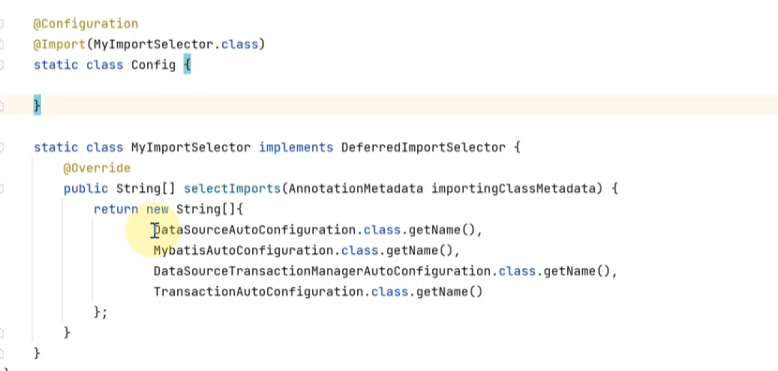 @Configuration
@Import(MyImportSelector.class)
static class Config {
}
static class MyImportSelector implements DeferredImportSelector {
@Override
public String[] selectImports(AnnotationMetadata importingClassMetadata) {
return new String[]{
DataSourceAutoConfiguration.class.getName(),
MybatisAutoConfiguration.class.getName(),
DataSourceTransactionManagerAutoConfiguration.class.getName(),
TransactionAutoConfiguration.class.getName()
};
}
}